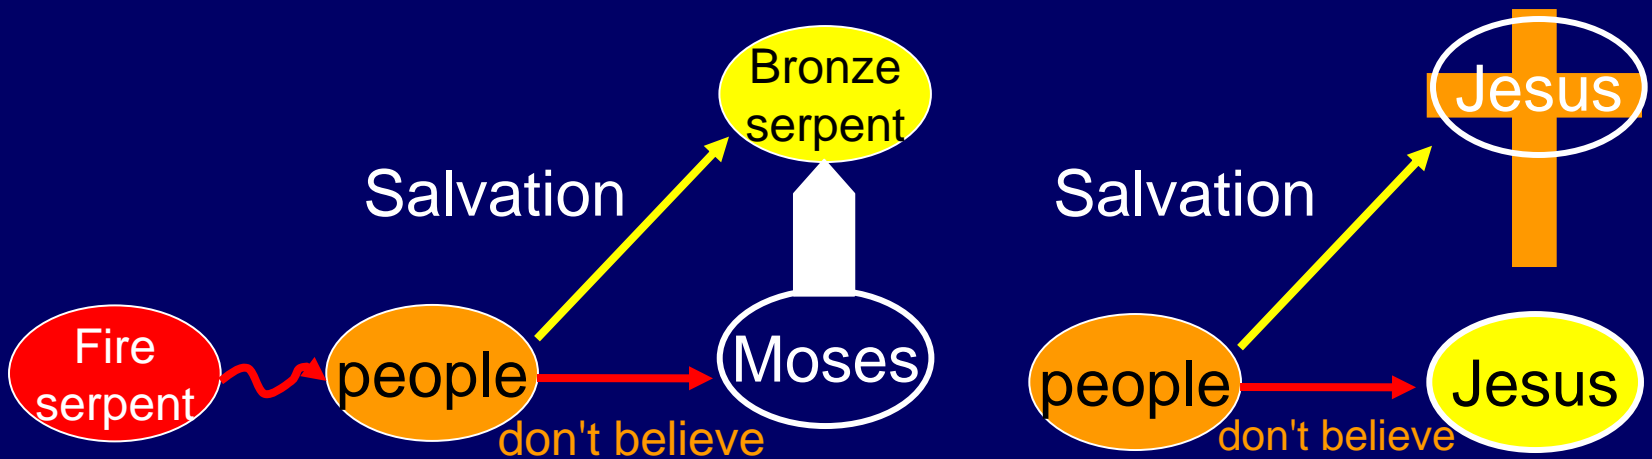 Bronze
serpent
Salvation
Fire
serpent
people
don't believe
Moses
Jesus
Salvation
people
don't believe
Jesus